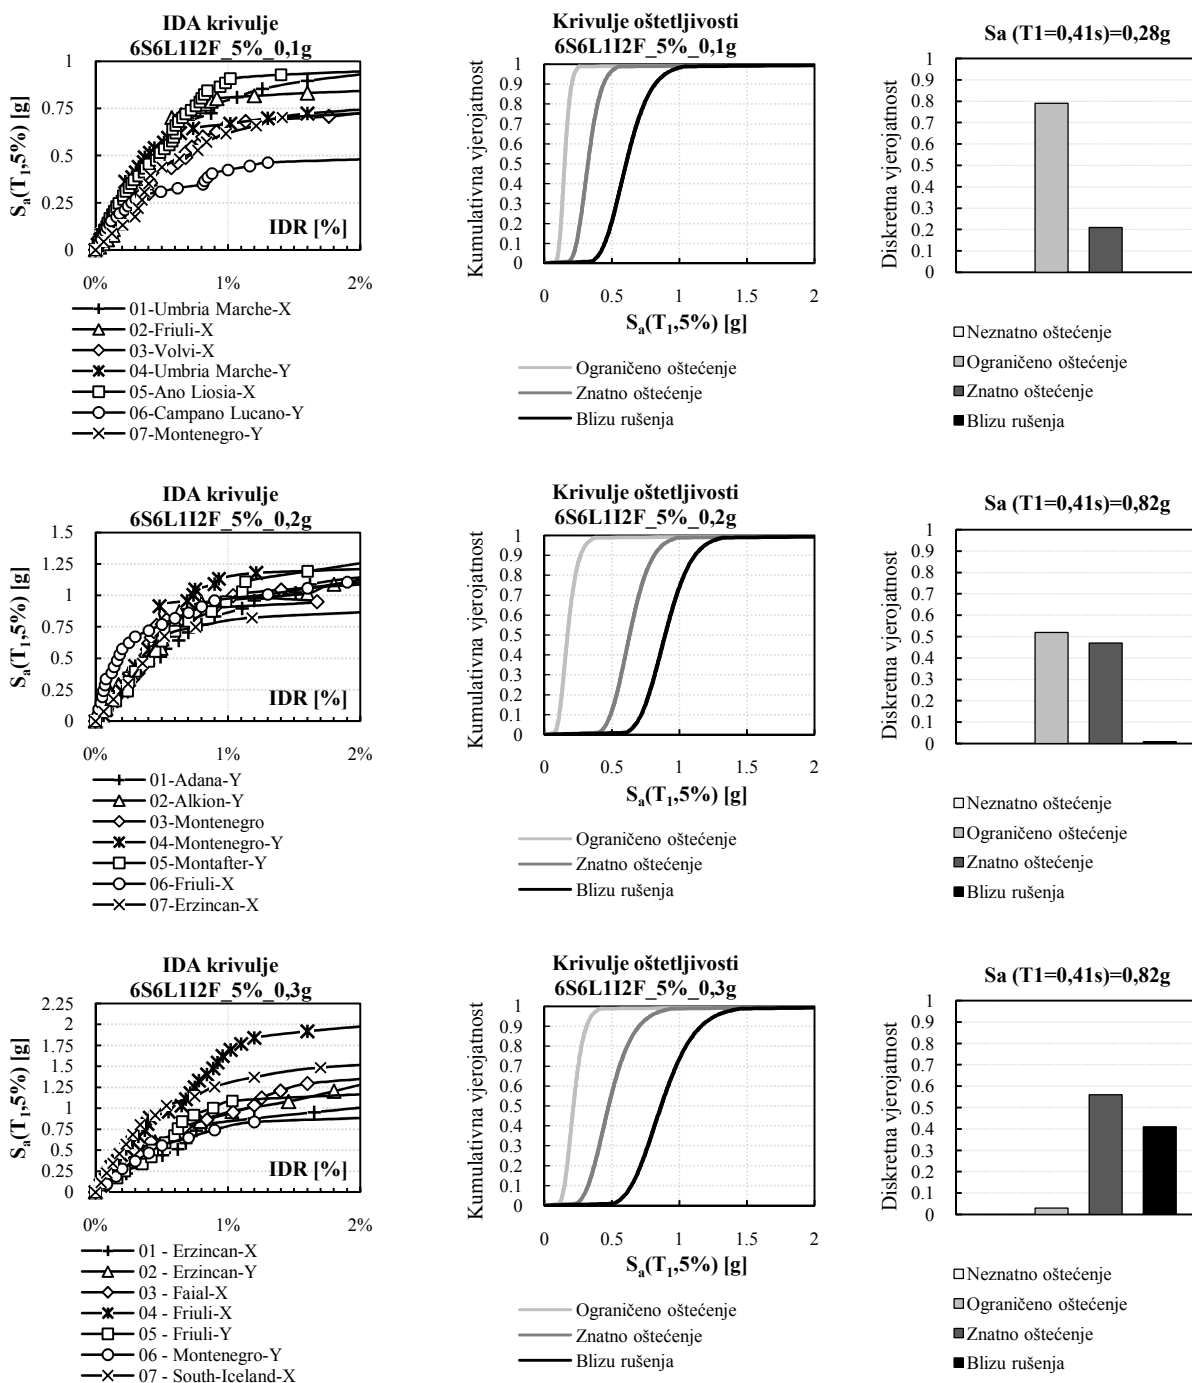 IDA krivulje
6S6L1I2F_5%_0,1g
1
0.75
0.5
0.25
0
Sa(T1,5%) [g]
IDR [%]
0%
1%
2%
01-Umbria Marche-X
02-Friuli-X
03-Volvi-X
04-Umbria Marche-Y
05-Ano Liosia-X
06-Campano Lucano-Y
07-Montenegro-Y
Krivulje oštetljivosti
6S6L1I2F_5%_0,1g
Kumulativna vjerojatnost
1
0.9
0.8
0.7
0.6
0.5
0.4
0.3
0.2
0.1
0
0
0.5
1
1.5
2
Sa(T1,5%) [g]
Ograničeno oštećenje
Znatno oštećenje
Blizu rušenja
Sa (T1=0,41s)=0,28g
Diskretna vjerojatnost
1
0.9
0.8
0.7
0.6
0.5
0.4
0.3
0.2
0.1
0
Neznatno oštećenje
Ograničeno oštećenje
Znatno oštećenje
Blizu rušenja
IDA krivulje
6S6L1I2F_5%_0,2g
1.5
1.25
1
0.75
0.5
0.25
0
Sa(T1,5%) [g]
IDR [%]
0%
1%
2%
01-Adana-Y
02-Alkion-Y
03-Montenegro
04-Montenegro-Y
05-Montafter-Y
06-Friuli-X
07-Erzincan-X
Krivulje oštetljivosti
6S6L1I2F_5%_0,2g
Kumulativna vjerojatnost
1
0.9
0.8
0.7
0.6
0.5
0.4
0.3
0.2
0.1
0
0
0.5
1
1.5
2
Sa(T1,5%) [g]
Ograničeno oštećenje
Znatno oštećenje
Blizu rušenja
Sa (T1=0,41s)=0,82g
Diskretna vjerojatnost
1
0.9
0.8
0.7
0.6
0.5
0.4
0.3
0.2
0.1
0
Neznatno oštećenje
Ograničeno oštećenje
Znatno oštećenje
Blizu rušenja
IDA krivulje
6S6L1I2F_5%_0,3g
2.25
2
1.75
1.5
1.25
1
0.75
0.5
0.25
0
Sa(T1,5%) [g]
IDR [%]
0%
1%
2%
01 - Erzincan-X
02 - Erzincan-Y
03 - Faial-X
04 - Friuli-X
05 - Friuli-Y
06 - Montenegro-Y
07 - South-Iceland-X
Krivulje oštetljivosti
6S6L1I2F_5%_0,3g
Kumulativna vjerojatnost
1
0.9
0.8
0.7
0.6
0.5
0.4
0.3
0.2
0.1
0
0
0.5
1
1.5
2
Sa(T1,5%) [g]
Ograničeno oštećenje
Znatno oštećenje
Blizu rušenja
Sa (T1=0,41s)=0,82g
Diskretna vjerojatnost
1
0.9
0.8
0.7
0.6
0.5
0.4
0.3
0.2
0.1
0
Neznatno oštećenje
Ograničeno oštećenje
Znatno oštećenje
Blizu rušenja